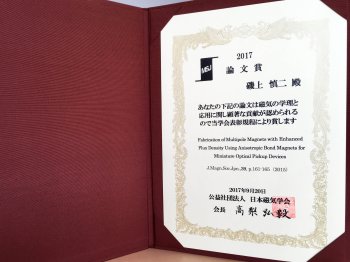 MSJ
2017
論文賞
磯上 慎二 殿
あなたの下記の論文は磁気の学理と
応用に関し顕著な貢献が認められる
ので当学会表彰規程により賞します
Fabrication of Multipole Magnets with Enhanced
Flux Density Using Anisotropic Bond Magnets for
Miniature Optical Pickup Devices
J.Magn.Soc.Jpn.,39, p.161-165 (2015)
2017年9月20日
公益社団法人 日本磁気学会
会長 高梨弘毅